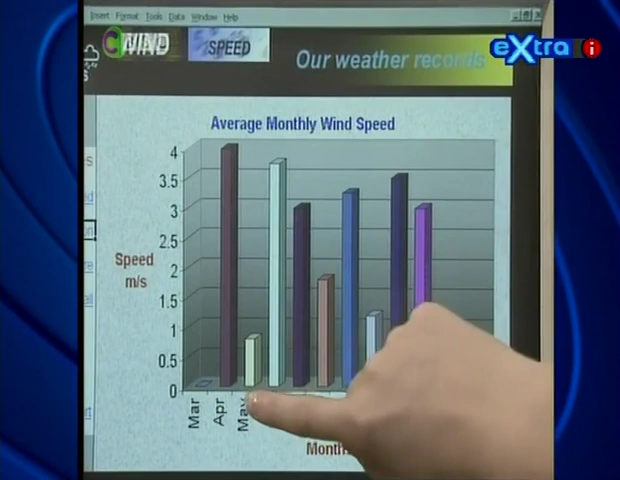 Insert Format Tools Data Window Help
WIND
SPEED
Our weather records
extra i
Average Monthly Wind Speed
4
3.5
3
2.5
2
1.5
1
0.5
0
Speed
m/s
Mar
Apr
May
Month